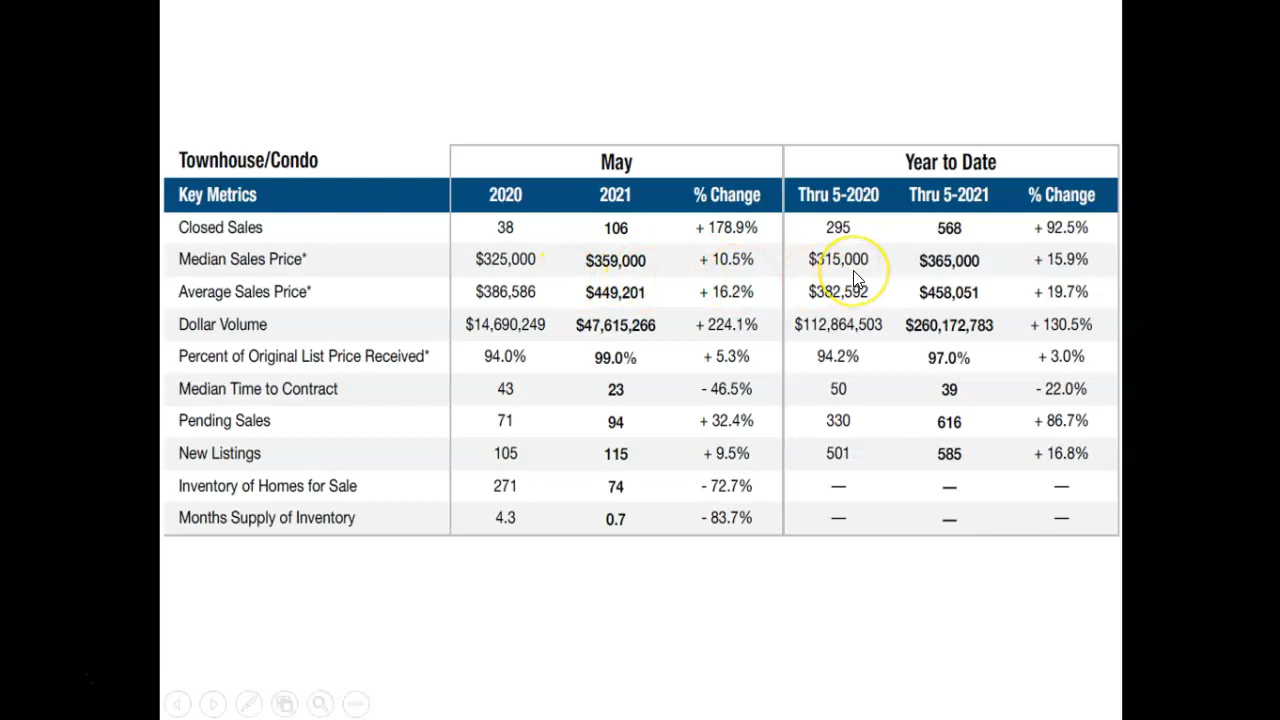 Townhouse/Condo May Year to Date
Key Metrics 2020 2021 % Change Thru 5-2020 Thru 5-2021 % Change
Closed Sales 38 106 + 178.9% 295 568 + 92.5%
Median Sales Price* $325,000 $359,000 + 10.5% $315,000 $365,000 + 15.9%
Average Sales Price* $386,586 $449,201 + 16.2% $382,592 $458,051 + 19.7%
Dollar Volume $14,690,249 $47,615,266 + 224.1% $112,864,503 $260,172,783 + 130.5%
Percent of Original List Price Received* 94.0% 99.0% + 5.3% 94.2% 97.0% + 3.0%
Median Time to Contract 43 23 - 46.5% 50 39 - 22.0%
Pending Sales 71 94 + 32.4% 330 616 + 86.7%
New Listings 105 115 + 9.5% 501 585 + 16.8%
Inventory of Homes for Sale 271 74 - 72.7% — — —
Months Supply of Inventory 4.3 0.7 - 83.7% — — —